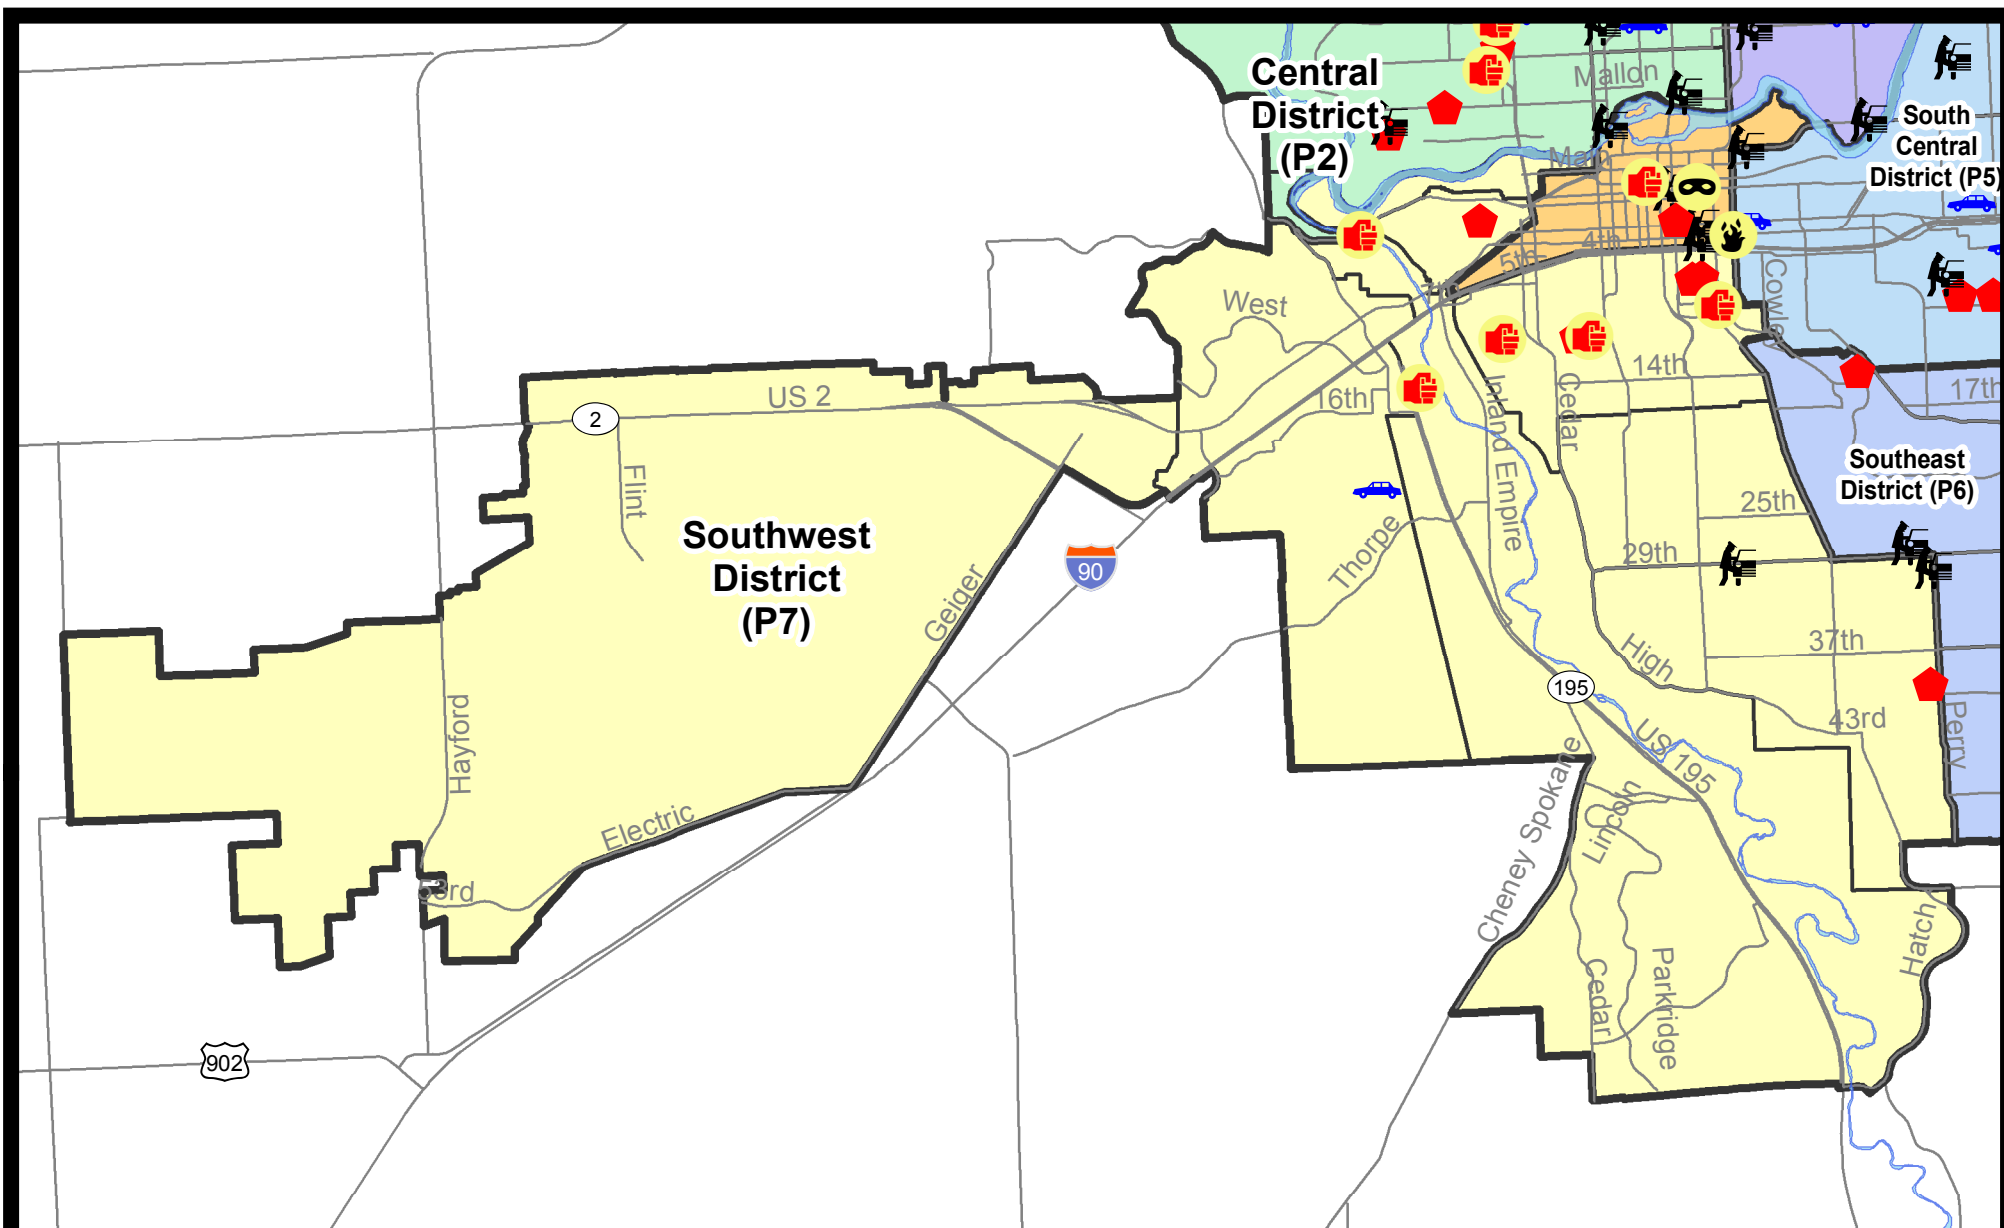 Central
District
(P2)
Mallon
South
Central
District (P5)
Main
4th
5th
7th
Cowley
West
US 2
2
16th
14th
17th
Inland Empire
Cedar
Flint
Southwest
District
(P7)
Southeast
District (P6)
25th
29th
Thorpe
90
Geiger
High
37th
195
43rd
Perry
US 195
Hayford
Electric
Cheney Spokane
Lincoln
53rd
Hatch
Cedar
Parkridge
902